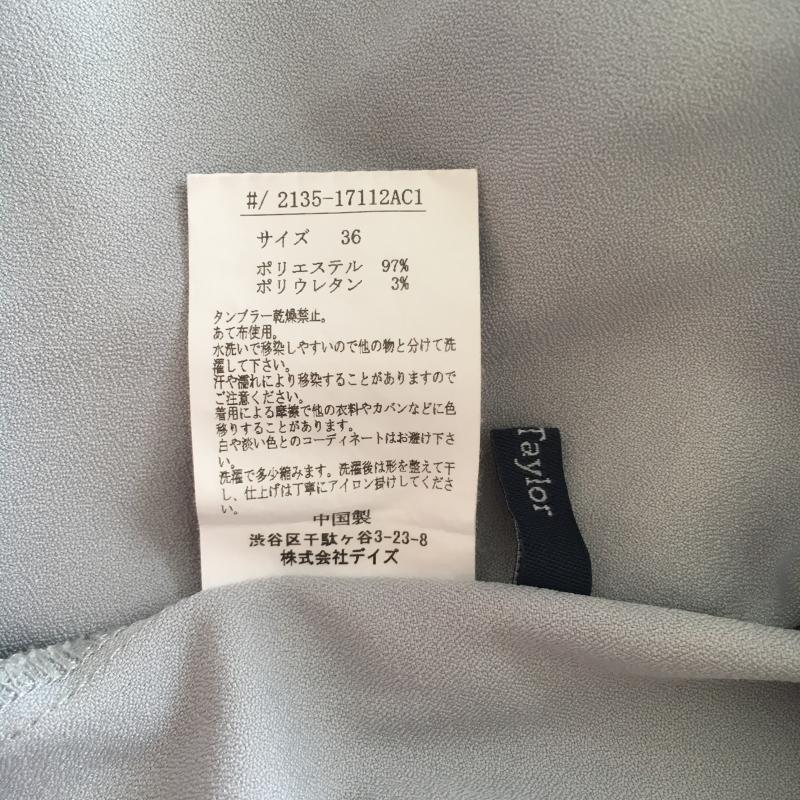 #/ 2135-17112AC1
サイズ 36
ポリエステル 97%
ポリウレタン 3%
タンブラー乾燥禁止。
あて布使用。
水洗いで移染しやすいので他の物と分けて洗
濯して下さい。
汗や濡れにより移染することがありますので
ご注意ください。
着用による摩擦で他の衣料やカバンなどに色
移りすることがあります。
白や淡い色とのコーディネートはお避け下さ
い。
洗濯で多少縮みます。洗濯後は形を整えて干
し、仕上げは丁寧にアイロン掛けしてくださ
い。
中国製
渋谷区千駄ヶ谷3-23-8
株式会社デイズ
Taylor